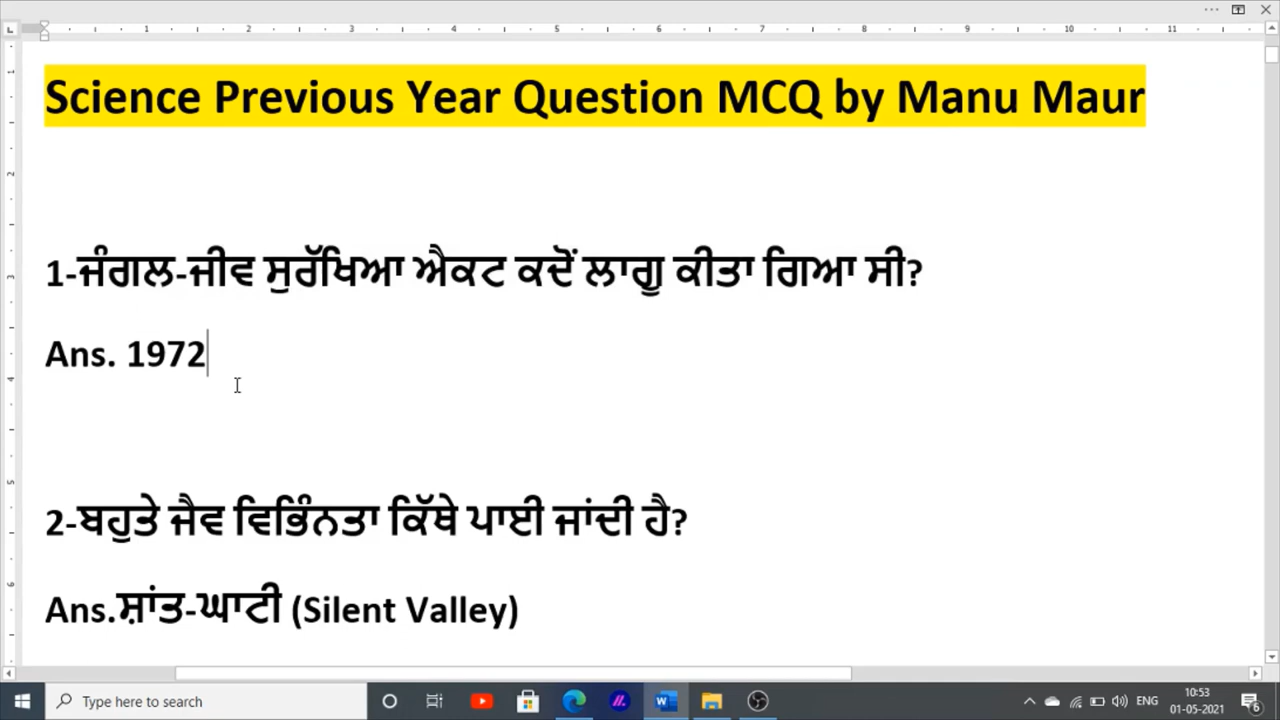 Science Previous Year Question MCQ by Manu Maur
1-ਜੰਗਲ-ਜੀਵ ਸੁਰੱਖਿਆ ਐਕਟ ਕਦੋਂ ਲਾਗੂ ਕੀਤਾ ਗਿਆ ਸੀ?
Ans. 1972
2-ਬਹੁਤੇ ਜੈਵ ਵਿਭਿੰਨਤਾ ਕਿੱਥੇ ਪਾਈ ਜਾਂਦੀ ਹੈ?
Ans.ਸ਼ਾਂਤ-ਘਾਟੀ (Silent Valley)
Type here to search
ENG
10:53
01-05-2021
6